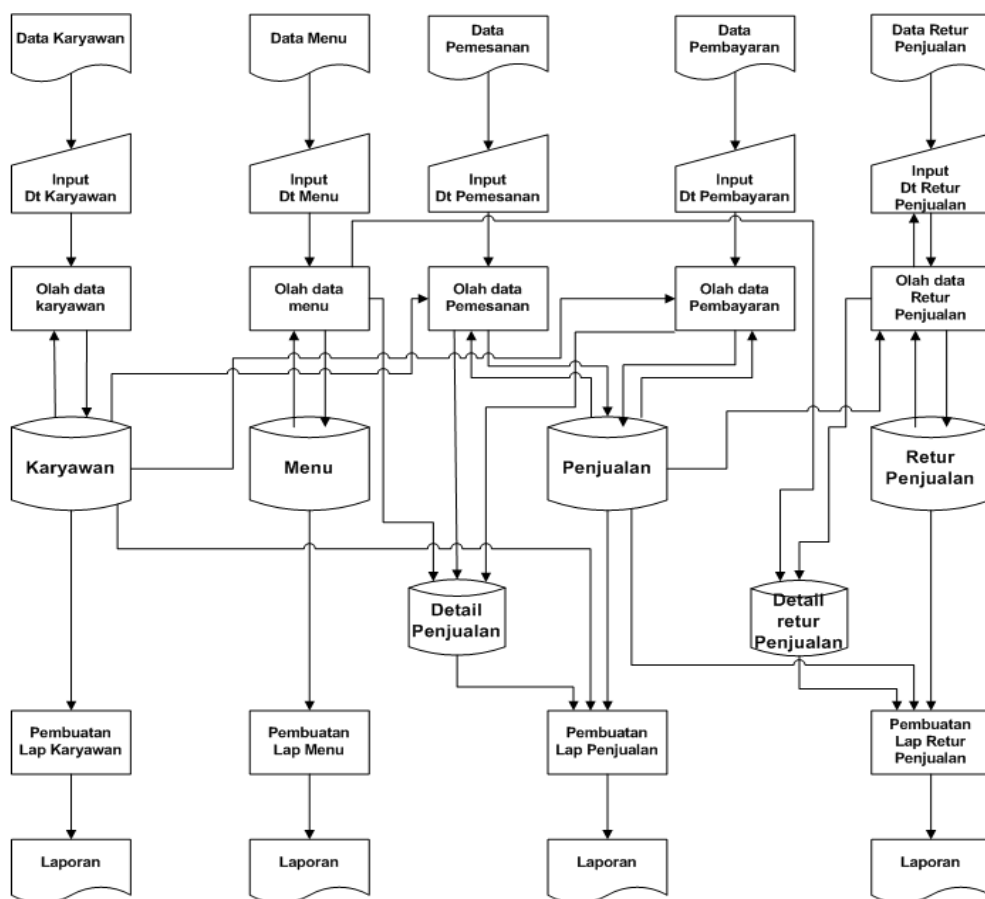 Data Karyawan
Data Menu
Data
Pemesanan
Data
Pembayaran
Data Retur
Penjualan
Input
Dt Karyawan
Input
Dt Menu
Input
Dt Pemesanan
Input
Dt Pembayaran
Input
Dt Retur
Penjualan
Olah data
karyawan
Olah data
menu
Olah data
Pemesanan
Olah data
Pembayaran
Olah data
Retur
Penjualan
Karyawan
Menu
Penjualan
Retur
Penjualan
Detail
Penjualan
Detail
retur
Penjualan
Pembuatan
Lap Karyawan
Pembuatan
Lap Menu
Pembuatan
Lap Penjualan
Pembuatan
Lap Retur
Penjualan
Laporan
Laporan
Laporan
Laporan